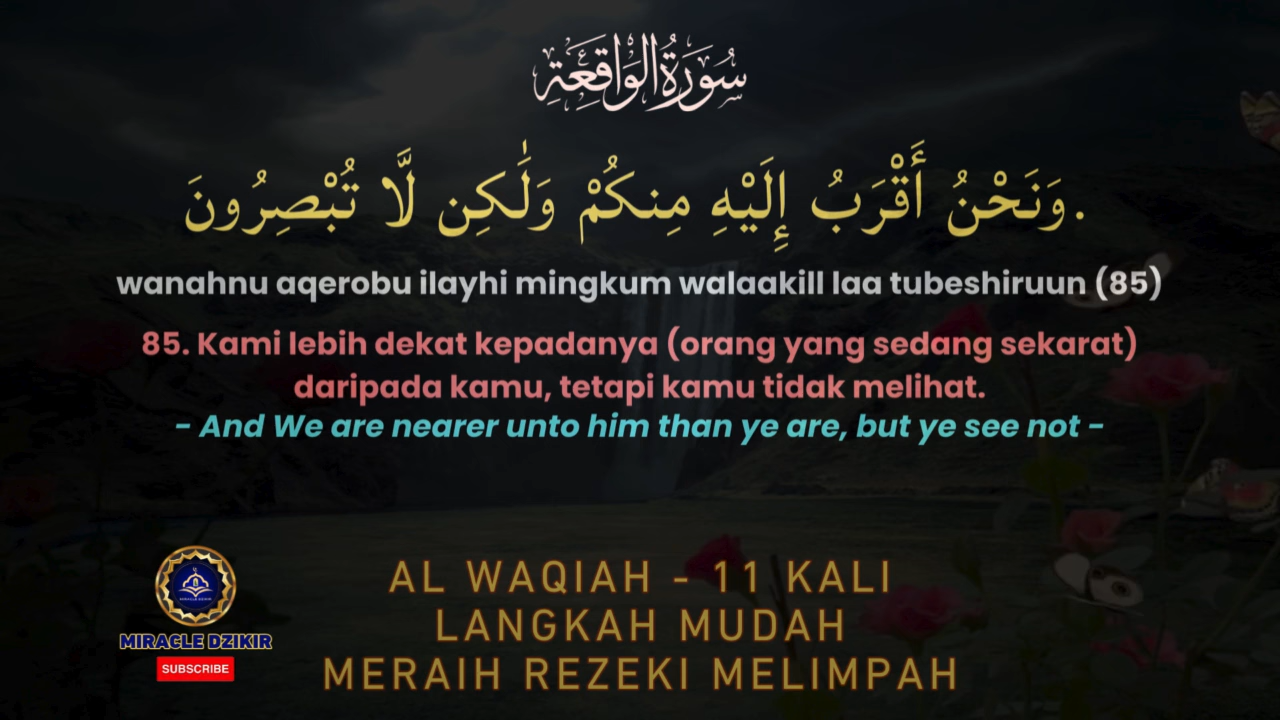 سُورَةُ الوَاقِعَةِ
وَنَحْنُ أَقْرَبُ إِلَيْهِ مِنكُمْ وَلَٰكِن لَّا تُبْصِرُونَ.
wanahnu aqerobu ilayhi mingkum walaakill laa tubeshiruun (85)
85. Kami lebih dekat kepadanya (orang yang sedang sekarat)
daripada kamu, tetapi kamu tidak melihat.
- And We are nearer unto him than ye are, but ye see not -
AL WAQIAH - 11 KALI
LANGKAH MUDAH
MERAIH REZEKI MELIMPAH
MIRACLE DZIKIR
MIRACLE DZIKIR
SUBSCRIBE